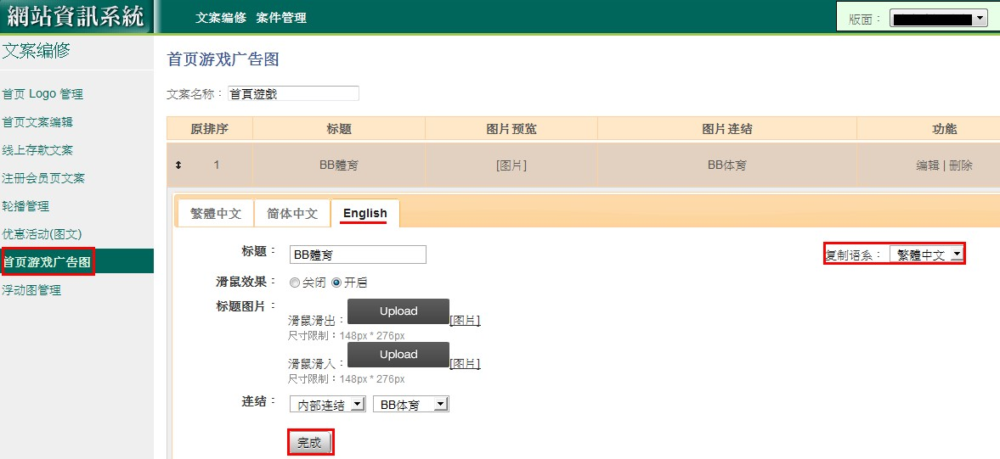 網站資訊系統
文案编修 案件管理
版面：
文案编修
首页 Logo 管理
首页文案编辑
线上存款文案
注册会员页文案
轮播管理
优惠活动(图文)
首页游戏广告图
浮动图管理
首页游戏广告图
文案名称： 首頁遊戲
原排序 标题 图片预览 图片连结 功能
1 BB體育 [图片] BB体育 编辑 | 删除
繁體中文 简体中文 English
标题： BB體育
复制语系： 繁體中文
滑鼠效果： 关闭 开启
标题图片：
滑鼠滑出： Upload [图片]
尺寸限制：148px * 276px
滑鼠滑入： Upload [图片]
尺寸限制：148px * 276px
连结： 内部连结 BB体育
完成